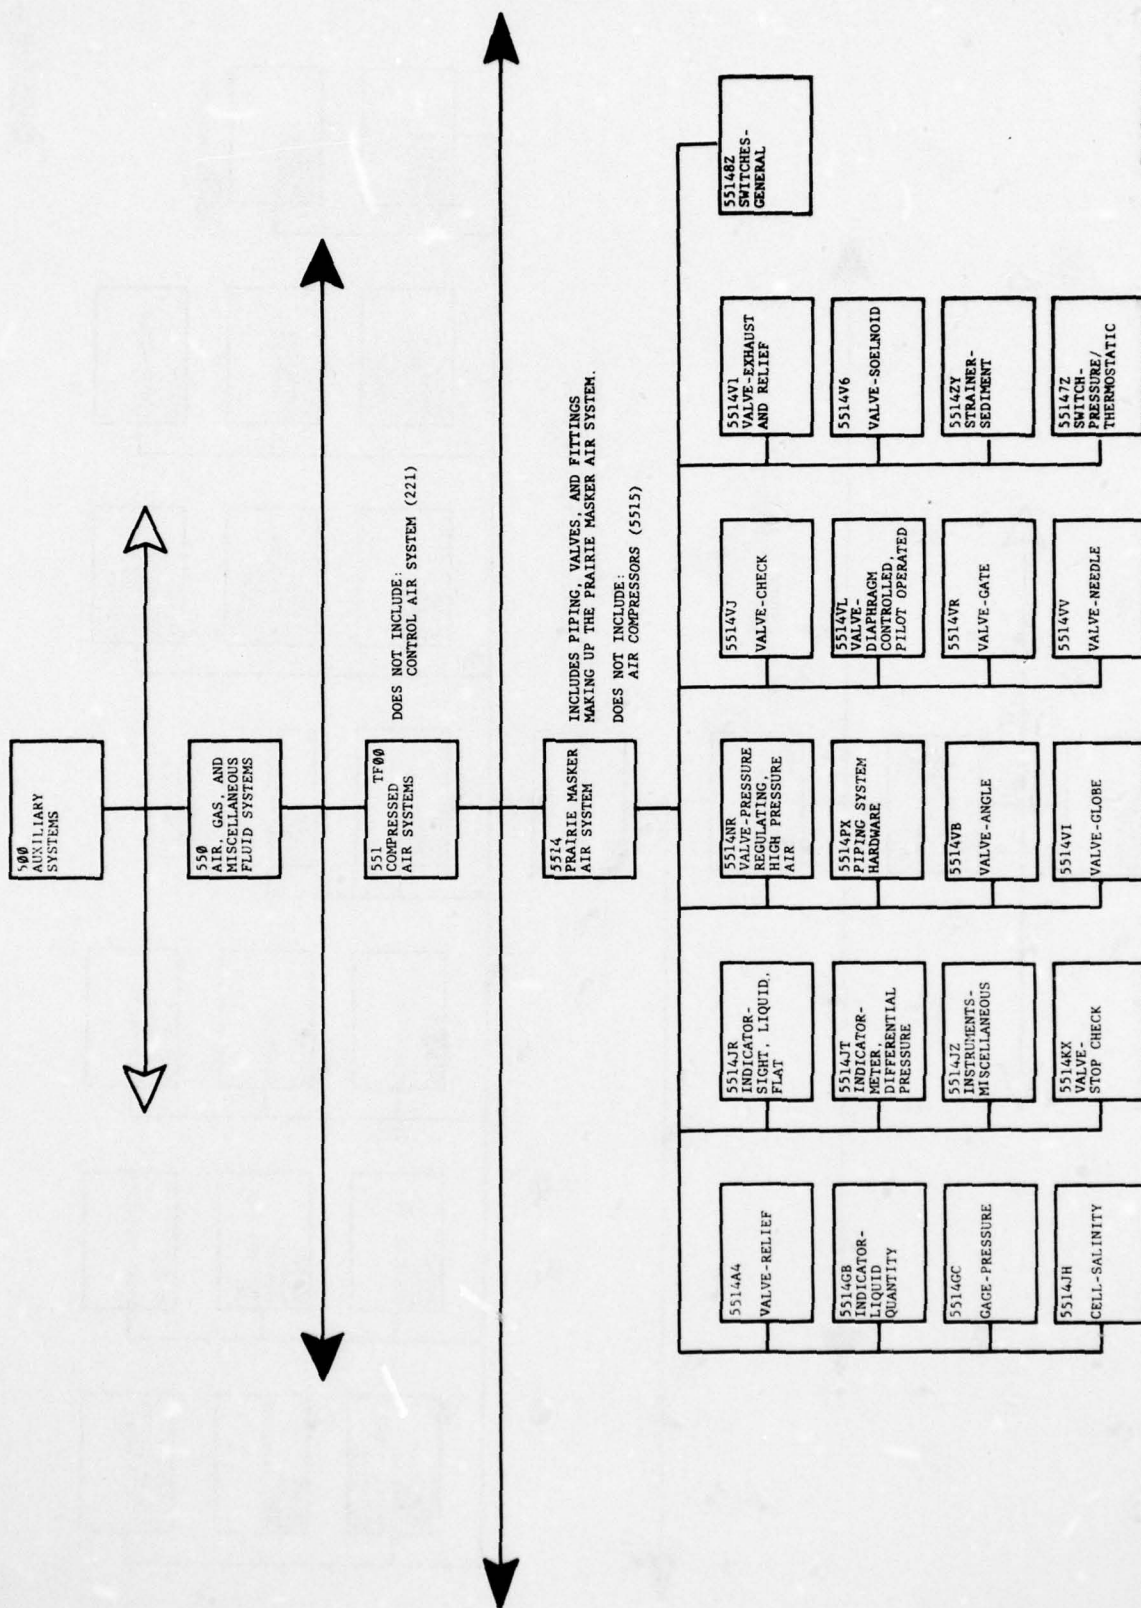 500
AUXILIARY
SYSTEMS
550
AIR, GAS, AND
MISCELLANEOUS
FLUID SYSTEMS
551 TF00
COMPRESSED
AIR SYSTEMS
DOES NOT INCLUDE:
CONTROL AIR SYSTEM (221)
5514
PRAIRIE MASKER
AIR SYSTEM
INCLUDES PIPING, VALVES, AND FITTINGS
MAKING UP THE PRAIRIE MASKER AIR SYSTEM.
DOES NOT INCLUDE:
AIR COMPRESSORS (5515)
5514A4
VALVE-RELIEF
5514GB
INDICATOR-
LIQUID
QUANTITY
5514GC
GAGE-PRESSURE
5514JH
CELL-SALINITY
5514JR
INDICATOR-
SIGHT, LIQUID,
FLAT
5514JT
INDICATOR-
METER,
DIFFERENTIAL
PRESSURE
5514JZ
INSTRUMENTS-
MISCELLANEOUS
5514KX
VALVE-
STOP CHECK
5514NR
VALVE-PRESSURE
REGULATING,
HIGH PRESSURE
AIR
5514PX
PIPING SYSTEM
HARDWARE
5514VB
VALVE-ANGLE
5514VI
VALVE-GLOBE
5514VJ
VALVE-CHECK
5514VL
VALVE-
DIAPHRAGM
CONTROLLED,
PILOT OPERATED
5514VR
VALVE-GATE
5514VV
VALVE-NEEDLE
5514V1
VALVE-EXHAUST
AND RELIEF
5514V6
VALVE-SOELNOID
5514ZY
STRAINER-
SEDIMENT
55147Z
SWITCH-
PRESSURE/
THERMOSTATIC
55148Z
SWITCHES-
GENERAL